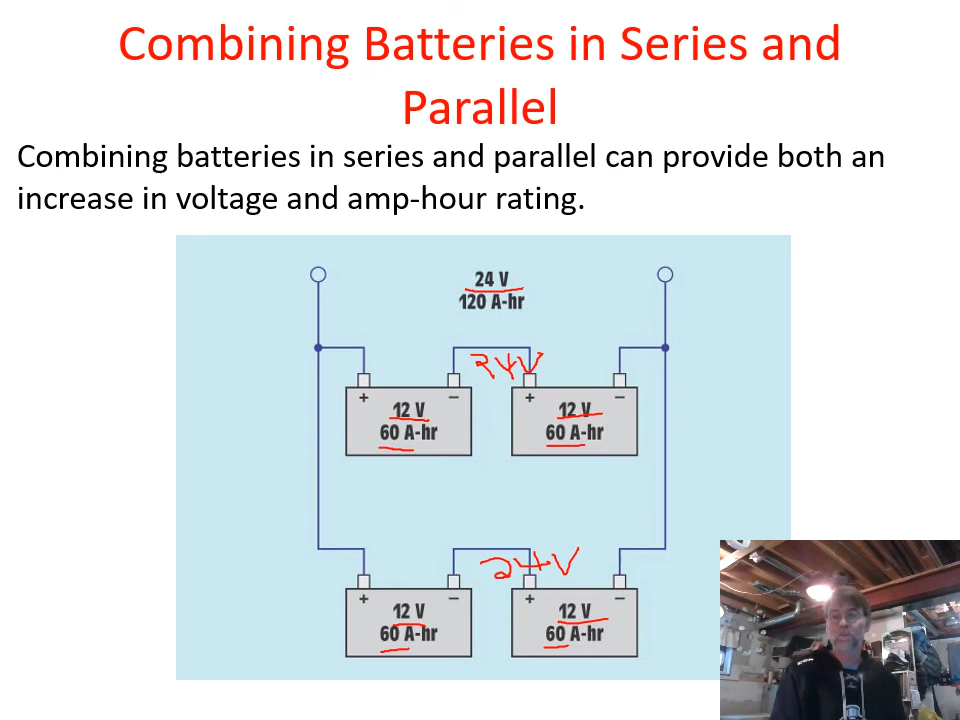 Combining Batteries in Series and
Parallel
Combining batteries in series and parallel can provide both an
increase in voltage and amp-hour rating.
24 V
120 A-hr
24V
+ − + −
12 V 12 V
60 A-hr 60 A-hr
24V
+ − + −
12 V 12 V
60 A-hr 60 A-hr